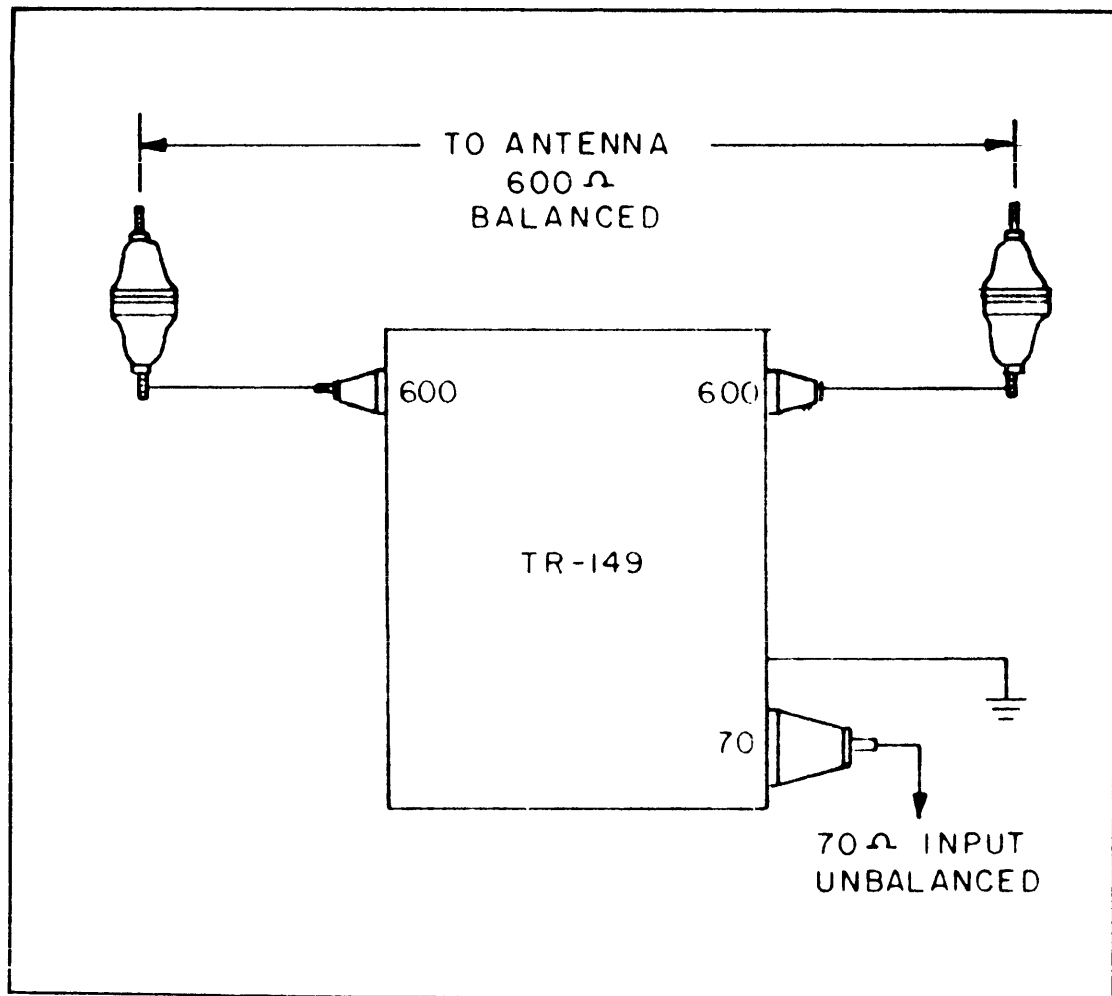 TO ANTENNA
600 Ω
BALANCED
600
600
TR-149
70
70 Ω INPUT
UNBALANCED